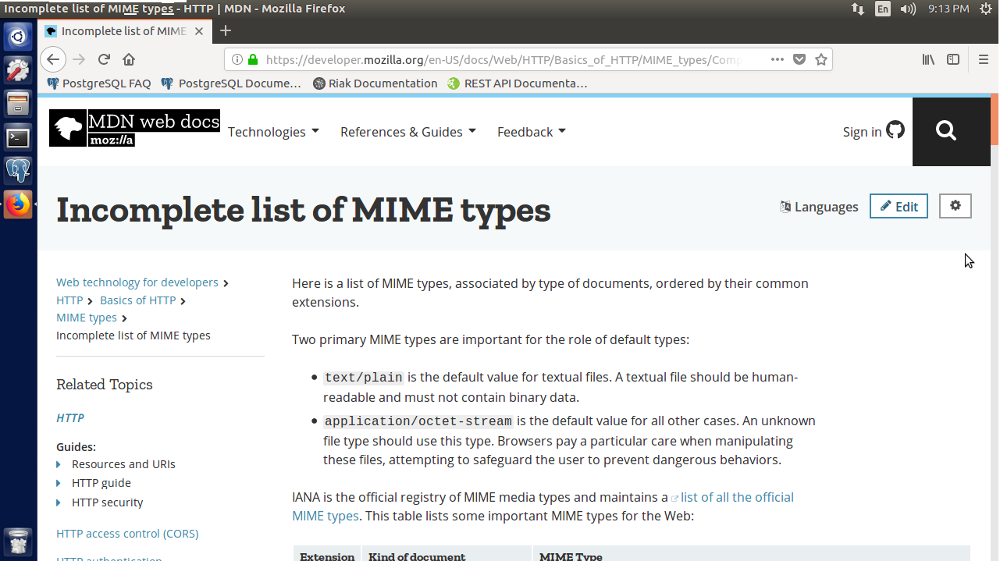 Incomplete list of MIME types - HTTP | MDN - Mozilla Firefox
En
9:13 PM
Incomplete list of MIME
https://developer.mozilla.org/en-US/docs/Web/HTTP/Basics_of_HTTP/MIME_types/Comp
PostgreSQL FAQ
PostgreSQL Docume…
Riak Documentation
REST API Documenta…
MDN web docs
moz://a
Technologies
References & Guides
Feedback
Sign in
Incomplete list of MIME types
Languages
Edit
Web technology for developers
HTTP
Basics of HTTP
MIME types
Incomplete list of MIME types
Related Topics
HTTP
Guides:
Resources and URIs
HTTP guide
HTTP security
HTTP access control (CORS)
HTTP authentication
Here is a list of MIME types, associated by type of documents, ordered by their common
extensions.
Two primary MIME types are important for the role of default types:
text/plain is the default value for textual files. A textual file should be human-
readable and must not contain binary data.
application/octet-stream is the default value for all other cases. An unknown
file type should use this type. Browsers pay a particular care when manipulating
these files, attempting to safeguard the user to prevent dangerous behaviors.
IANA is the official registry of MIME media types and maintains a list of all the official
MIME types. This table lists some important MIME types for the Web:
Extension
Kind of document
MIME Type